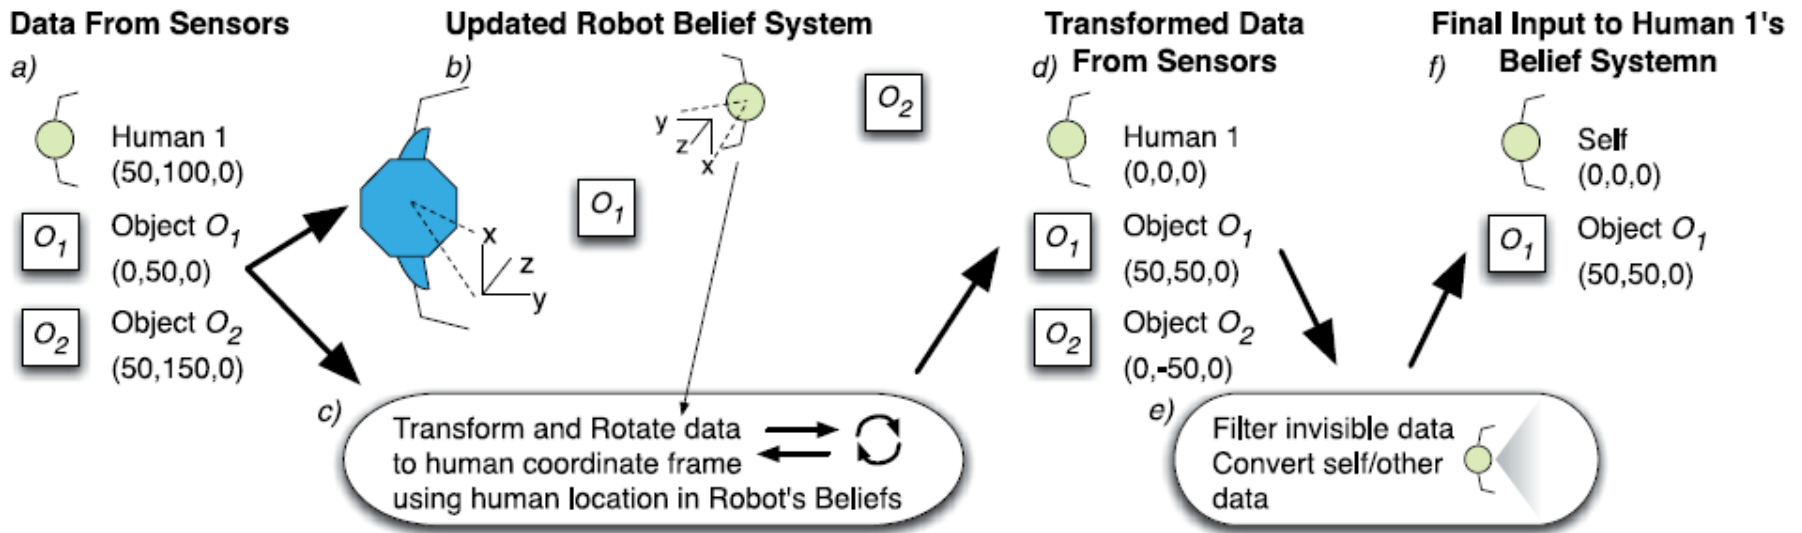 Data From Sensors
a)
Human 1
(50,100,0)
O1
Object O1
(0,50,0)
O2
Object O2
(50,150,0)
Updated Robot Belief System
b)
x
z
y
O1
y
z
x
O2
c)
Transform and Rotate data
to human coordinate frame
using human location in Robot's Beliefs
Transformed Data
d) From Sensors
Human 1
(0,0,0)
O1
Object O1
(50,50,0)
O2
Object O2
(0,-50,0)
e)
Filter invisible data
Convert self/other
data
Final Input to Human 1's
f) Belief Systemn
Self
(0,0,0)
O1
Object O1
(50,50,0)